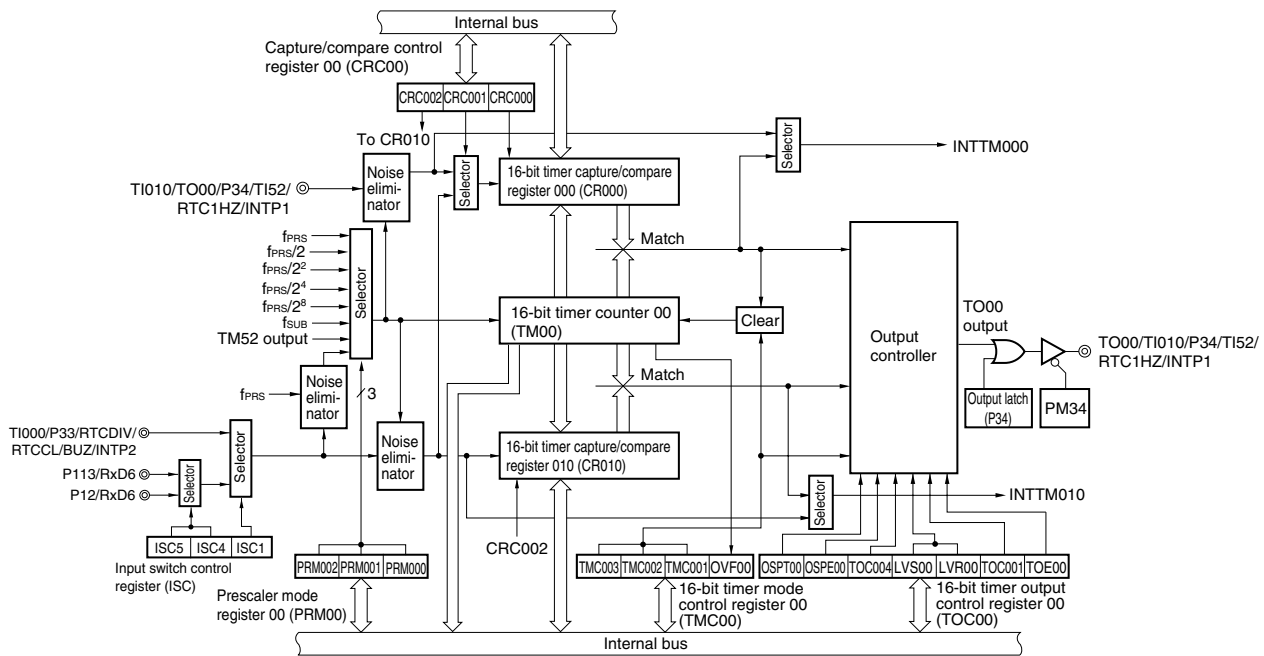 Internal bus
Capture/compare control
register 00 (CRC00)
CRC002 CRC001 CRC000
To CR010
TI010/TO00/P34/TI52/
RTC1HZ/INTP1
Noise
elimi-
nator
Selector
16-bit timer capture/compare
register 000 (CR000)
Selector
INTTM000
Match
fPRS
fPRS/2
fPRS/2²
fPRS/2⁴
fPRS/2⁸
fSUB
TM52 output
Selector
16-bit timer counter 00
(TM00)
Clear
Output
controller
TO00
output
TO00/TI010/P34/TI52/
RTC1HZ/INTP1
Output latch
(P34)
PM34
fPRS
Noise
elimi-
nator
3
Match
TI000/P33/RTCDIV/
RTCCL/BUZ/INTP2
P113/RxD6
P12/RxD6
Selector
Selector
Noise
elimi-
nator
16-bit timer capture/compare
register 010 (CR010)
Selector
INTTM010
CRC002
ISC5 ISC4 ISC1
Input switch control
register (ISC)
PRM002 PRM001 PRM000
Prescaler mode
register 00 (PRM00)
TMC003 TMC002 TMC001 OVF00
16-bit timer mode
control register 00
(TMC00)
OSPT00 OSPE00 TOC004 LVS00 LVR00 TOC001 TOE00
16-bit timer output
control register 00
(TOC00)
Internal bus